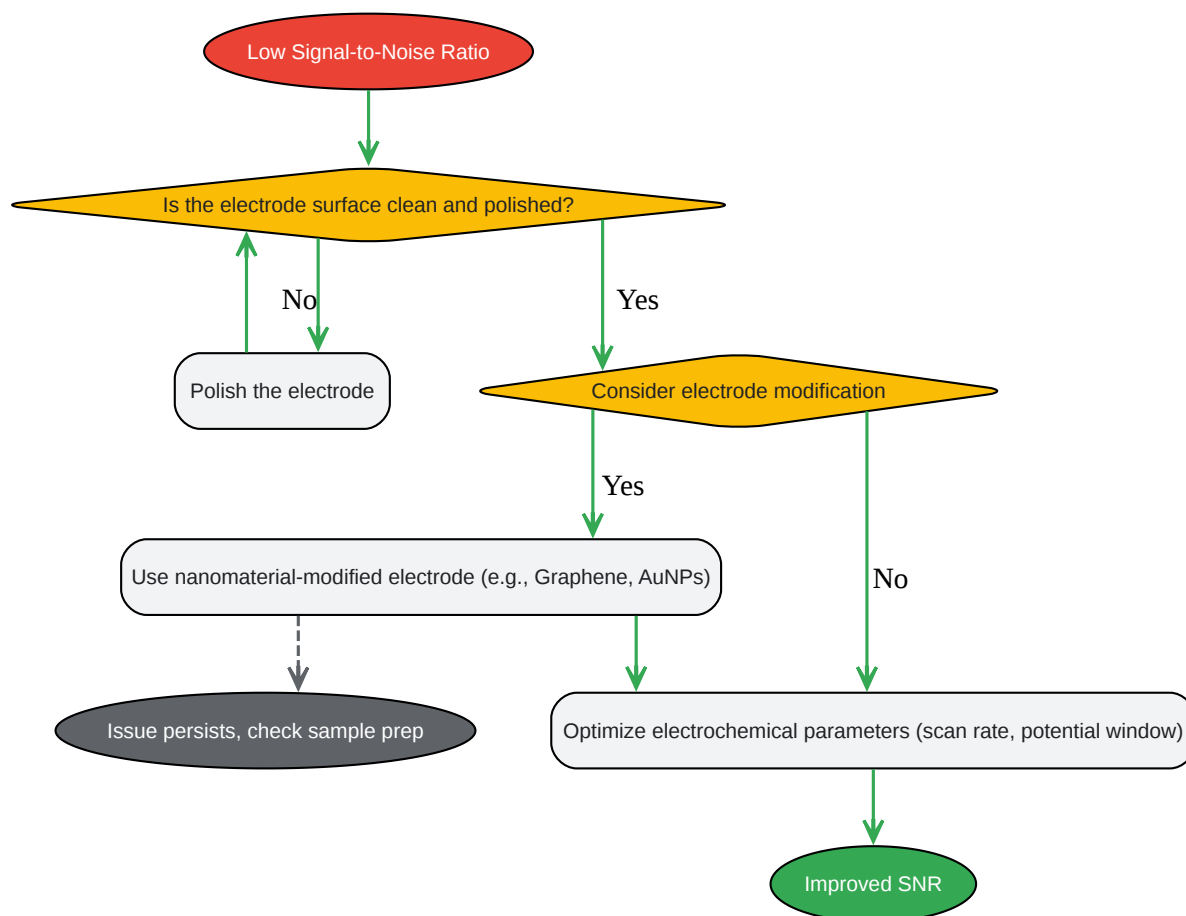 Low Signal-to-Noise Ratio
Is the electrode surface clean and polished?
No
Yes
Polish the electrode
Consider electrode modification
Yes
Use nanomaterial-modified electrode (e.g., Graphene, AuNPs)
No
Issue persists, check sample prep
Optimize electrochemical parameters (scan rate, potential window)
Improved SNR